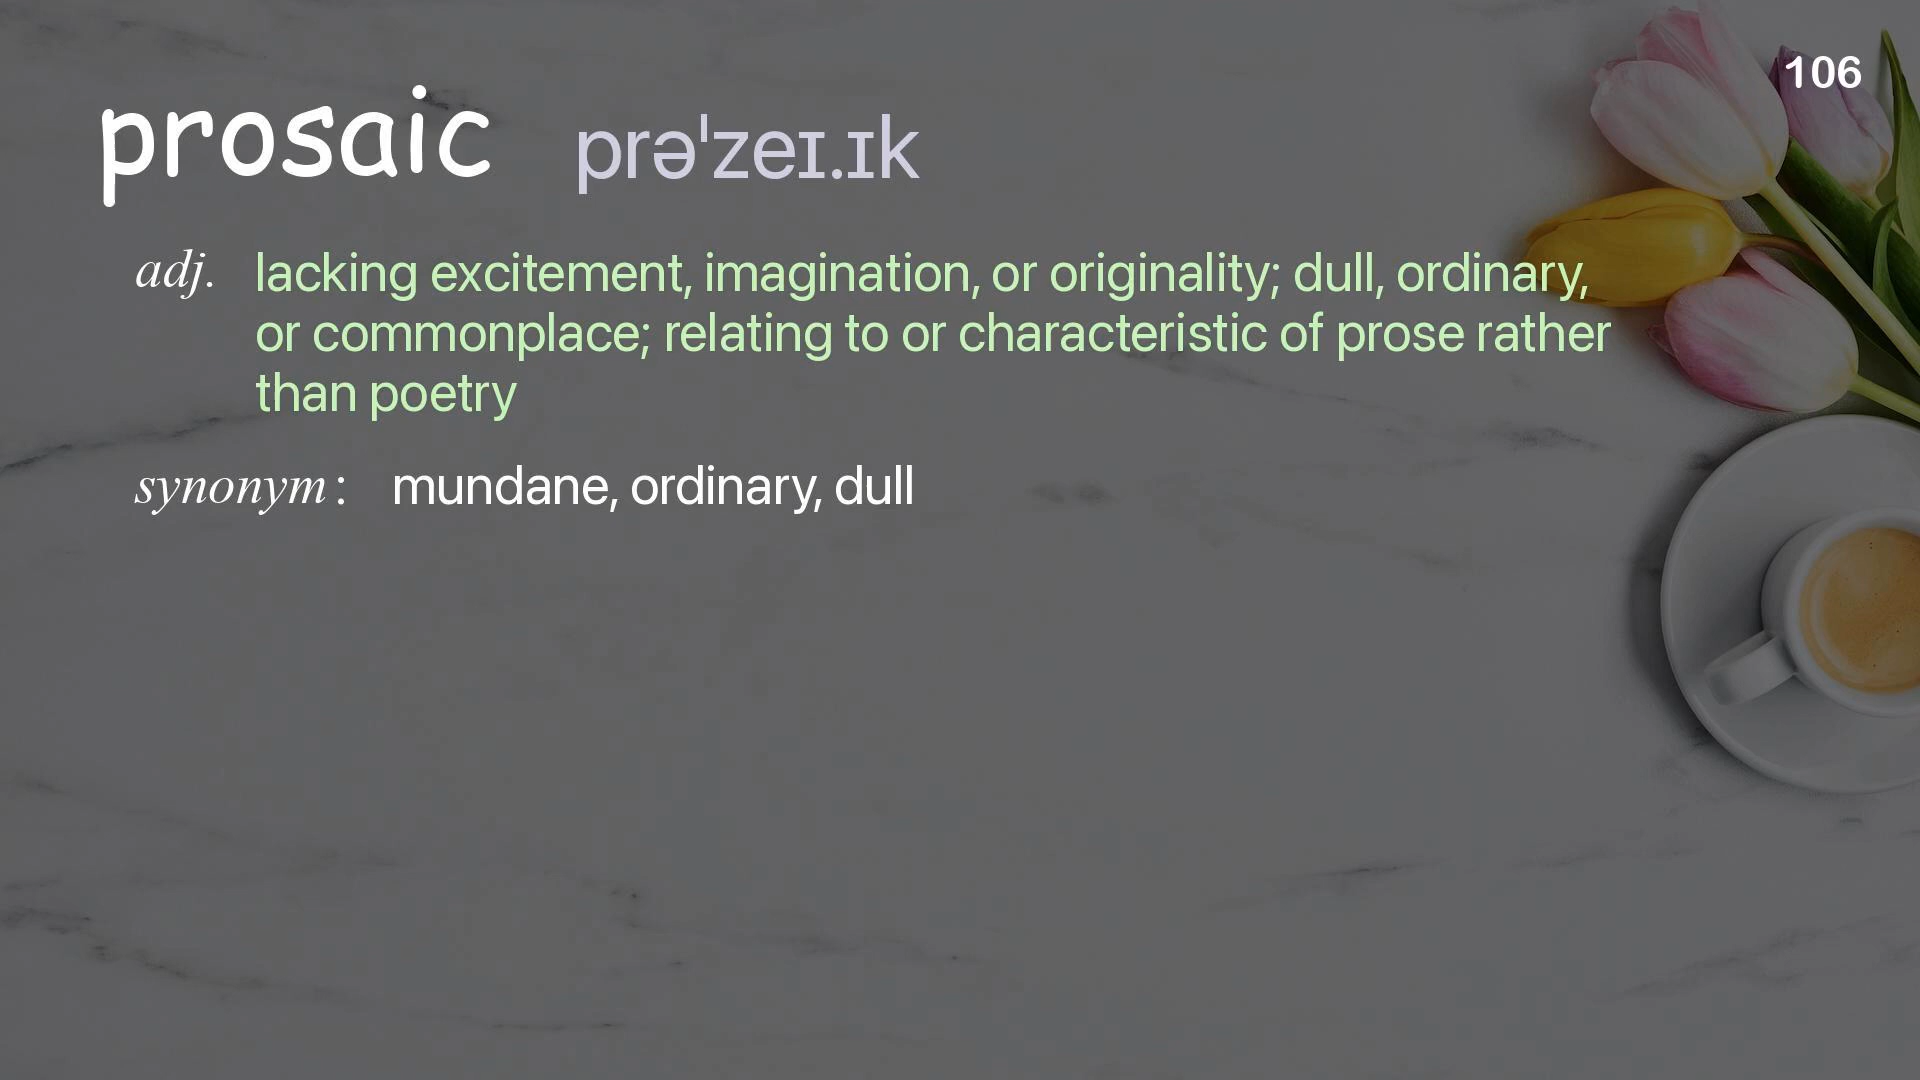 106
prosaic prəˈzeɪ.ɪk
adj. lacking excitement, imagination, or originality; dull, ordinary,
or commonplace; relating to or characteristic of prose rather
than poetry
synonym: mundane, ordinary, dull